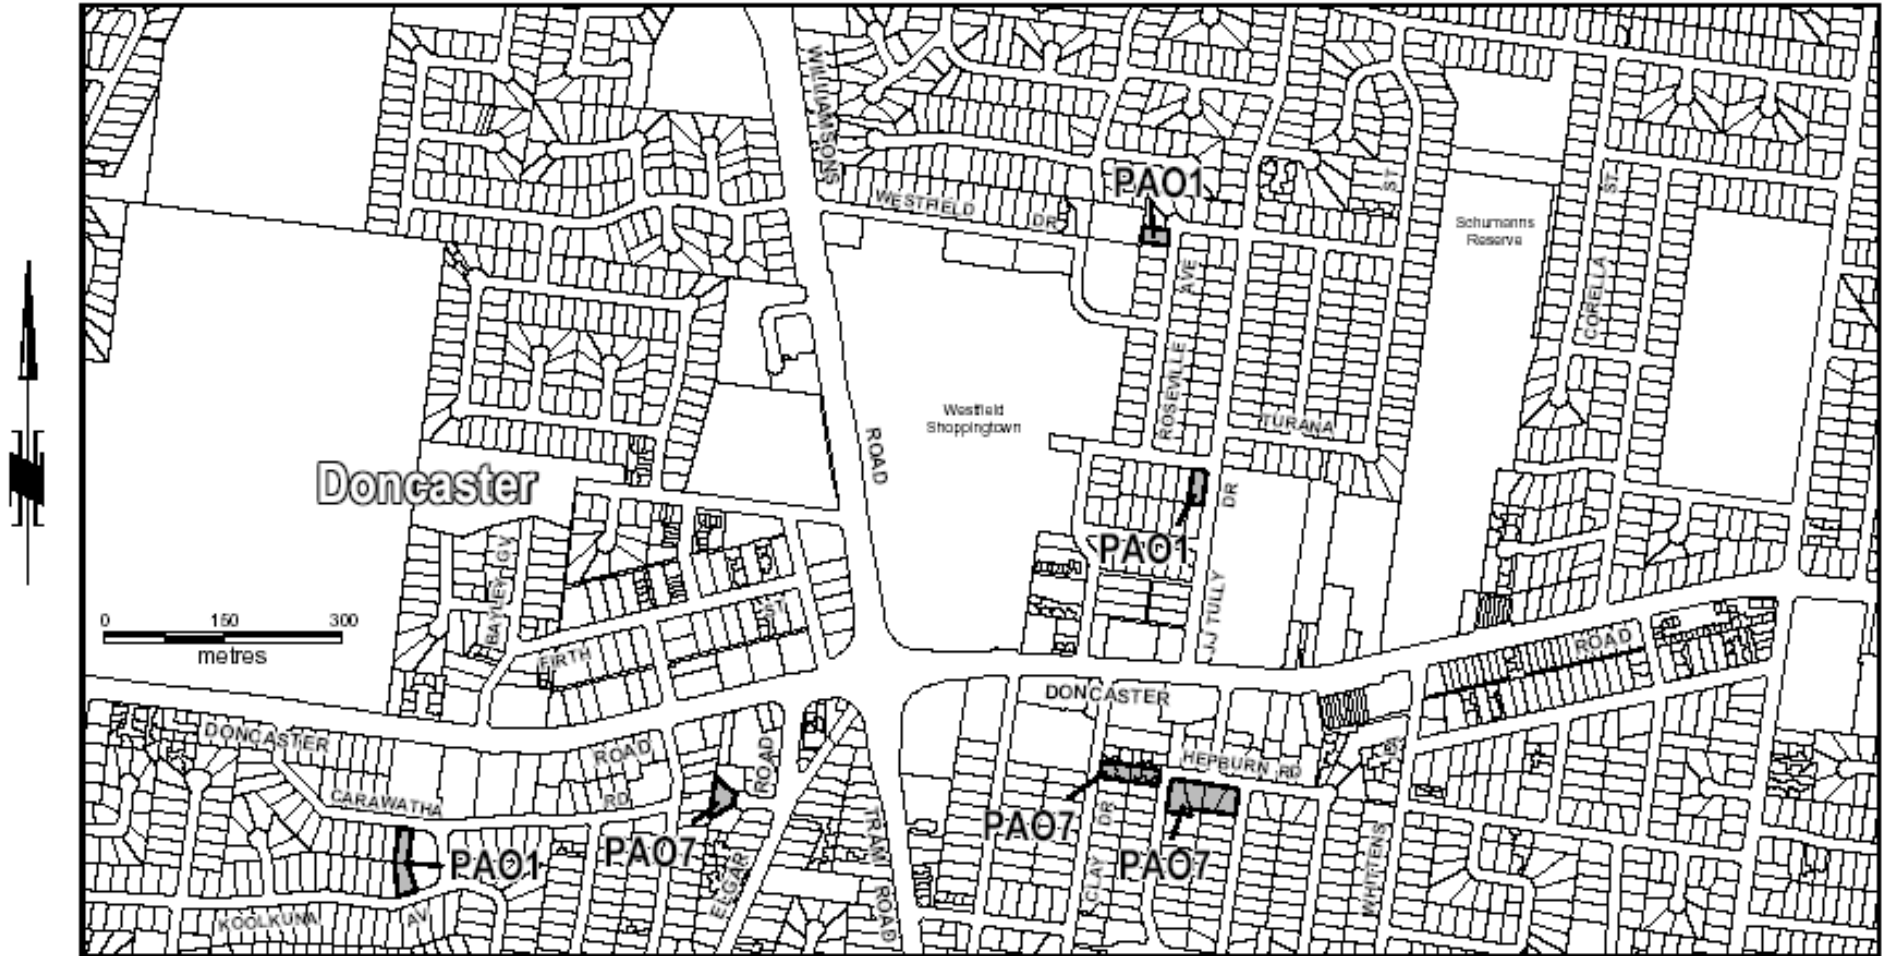 WILLIAMSONS
PAO1
WESTFIELD
DR
ST
ST
Schumanns
Reserve
AVE
CORELLA
ROSEVILLE
Westfield
Shoppingtown
TURANA
ROAD
Doncaster
DR
PAO1
BAYLEY GV
J J TULLY
ST
0 150 300
metres
FIRTH
ROAD
DONCASTER
DONCASTER
ROAD
ROAD
HEPBURN RD
CARAWATHA
RD
PAO7
PAO7
DR
TRAM
PAO1
PAO7
ELGAR
CLAY
WHITTENS
KOOLKUNA
AV
ROAD